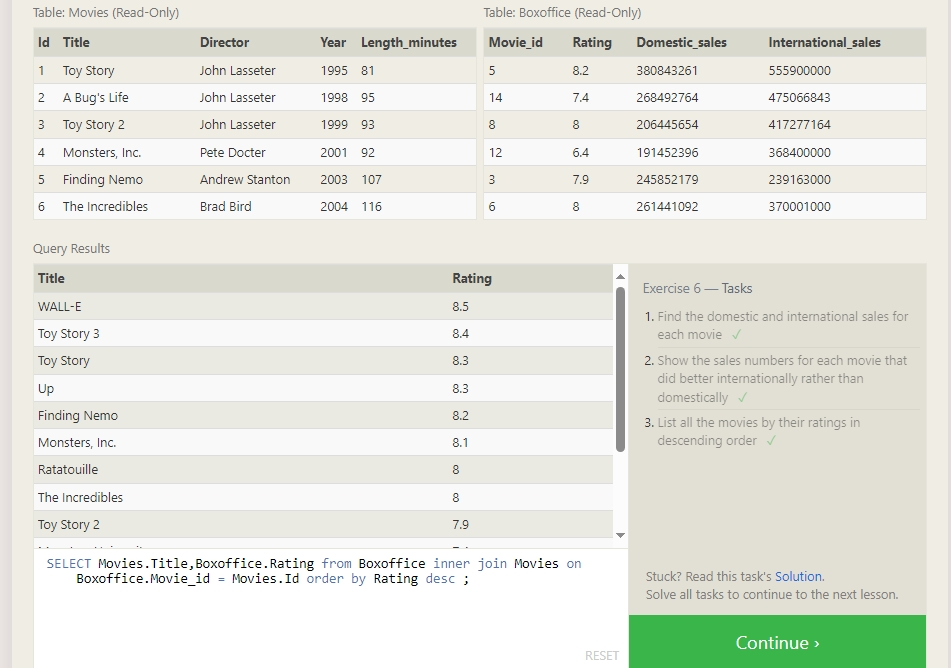 Table: Movies (Read-Only)
Id Title Director Year Length_minutes
1 Toy Story John Lasseter 1995 81
2 A Bug's Life John Lasseter 1998 95
3 Toy Story 2 John Lasseter 1999 93
4 Monsters, Inc. Pete Docter 2001 92
5 Finding Nemo Andrew Stanton 2003 107
6 The Incredibles Brad Bird 2004 116
Table: Boxoffice (Read-Only)
Movie_id Rating Domestic_sales International_sales
5 8.2 380843261 555900000
14 7.4 268492764 475066843
8 8 206445654 417277164
12 6.4 191452396 368400000
3 7.9 245852179 239163000
6 8 261441092 370001000
Query Results
Title Rating
WALL-E 8.5
Toy Story 3 8.4
Toy Story 8.3
Up 8.3
Finding Nemo 8.2
Monsters, Inc. 8.1
Ratatouille 8
The Incredibles 8
Toy Story 2 7.9
SELECT Movies.Title,Boxoffice.Rating from Boxoffice inner join Movies on
Boxoffice.Movie_id = Movies.Id order by Rating desc ;
RESET
Exercise 6 — Tasks
1. Find the domestic and international sales for
each movie ✓
2. Show the sales numbers for each movie that
did better internationally rather than
domestically ✓
3. List all the movies by their ratings in
descending order ✓
Stuck? Read this task's Solution.
Solve all tasks to continue to the next lesson.
Continue ›